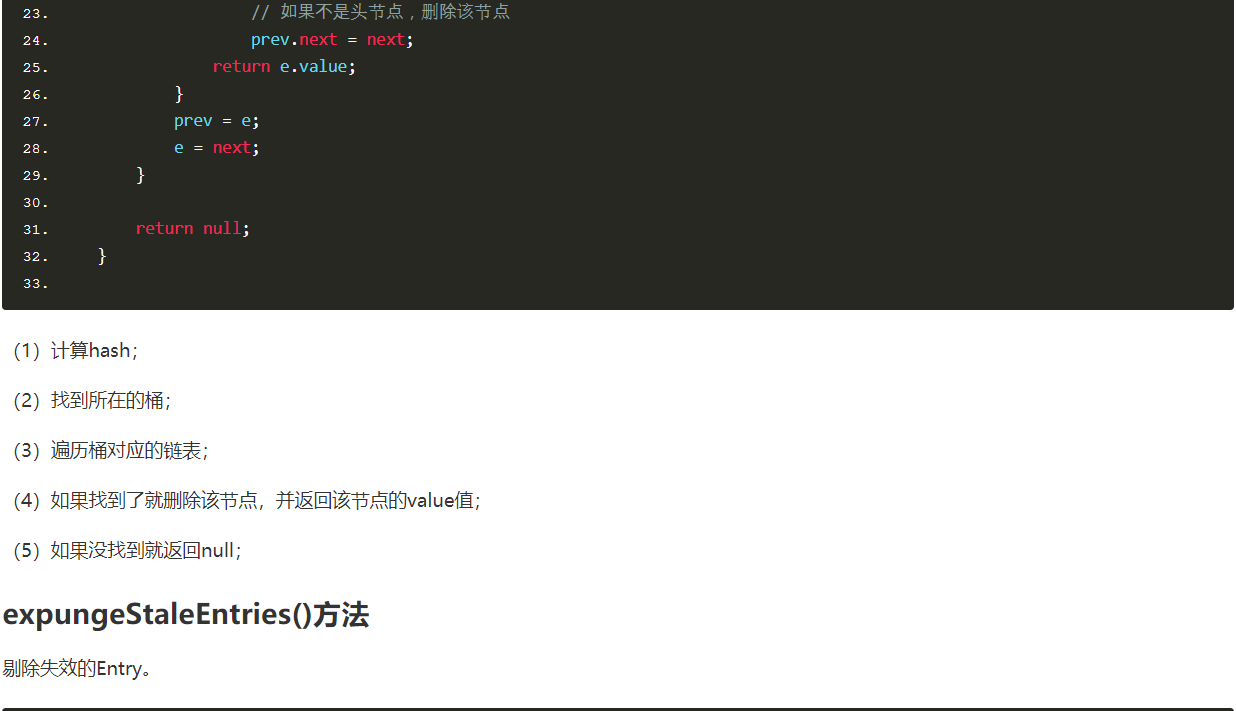 23. // 如果不是头节点，删除该节点
24. prev.next = next;
25. return e.value;
26. }
27. prev = e;
28. e = next;
29. }
30.
31. return null;
32. }
33.
（1）计算hash；
（2）找到所在的桶；
（3）遍历桶对应的链表；
（4）如果找到了就删除该节点，并返回该节点的value值；
（5）如果没找到就返回null；
expungeStaleEntries()方法
剔除失效的Entry。